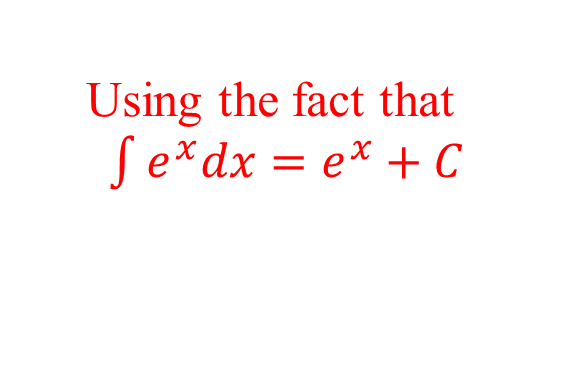 Using the fact that
∫ eˣdx = eˣ + C